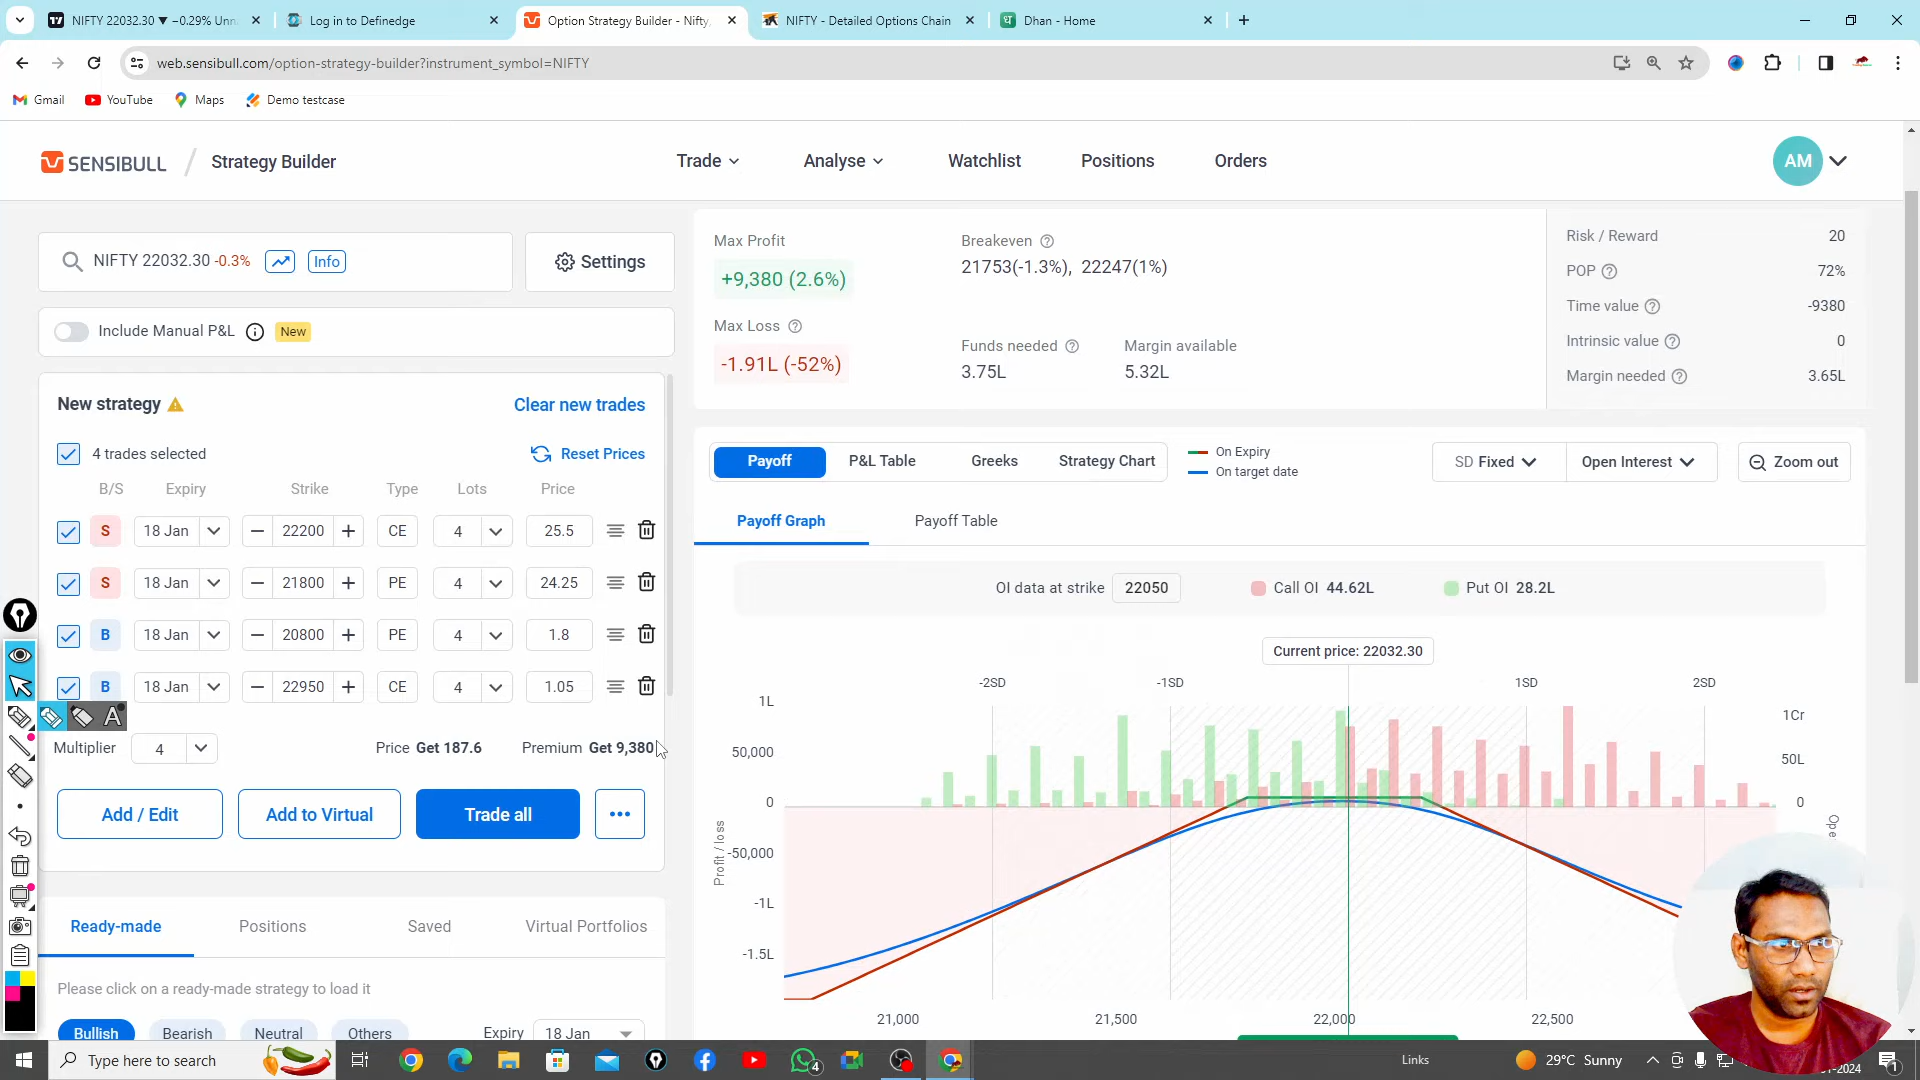 NIFTY 22032.30 ▼ −0.29% Unn
Log in to Definedge
Option Strategy Builder - Nifty,
NIFTY - Detailed Options Chain
Dhan - Home
web.sensibull.com/option-strategy-builder?instrument_symbol=NIFTY
Gmail
YouTube
Maps
Demo testcase
SENSIBULL / Strategy Builder
Trade
Analyse
Watchlist
Positions
Orders
AM
NIFTY 22032.30 -0.3% Info
Settings
Include Manual P&L New
New strategy
Clear new trades
4 trades selected
Reset Prices
B/S Expiry Strike Type Lots Price
S 18 Jan − 22200 + CE 4 25.5
S 18 Jan − 21800 + PE 4 24.25
B 18 Jan − 20800 + PE 4 1.8
B 18 Jan − 22950 + CE 4 1.05
Multiplier 4
Price Get 187.6
Premium Get 9,380
Add / Edit
Add to Virtual
Trade all
Ready-made
Positions
Saved
Virtual Portfolios
Please click on a ready-made strategy to load it
Bullish
Bearish
Neutral
Others
Expiry 18 Jan
Max Profit
+9,380 (2.6%)
Max Loss
-1.91L (-52%)
Breakeven
21753(-1.3%), 22247(1%)
Funds needed
3.75L
Margin available
5.32L
Risk / Reward 20
POP 72%
Time value -9380
Intrinsic value 0
Margin needed 3.65L
Payoff
P&L Table
Greeks
Strategy Chart
On Expiry
On target date
SD Fixed
Open Interest
Zoom out
Payoff Graph
Payoff Table
OI data at strike 22050
Call OI 44.62L
Put OI 28.2L
Current price: 22032.30
-2SD
-1SD
1SD
2SD
1L
50,000
0
-50,000
-1L
-1.5L
Profit / loss
1Cr
50L
0
Ope
21,000
21,500
22,000
22,500
A
Type here to search
4
Links
29°C Sunny
-2024
1